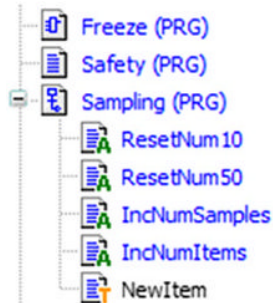 Freeze (PRG)
Safety (PRG)
Sampling (PRG)
ResetNum10
ResetNum50
IncNumSamples
IncNumItems
NewItem